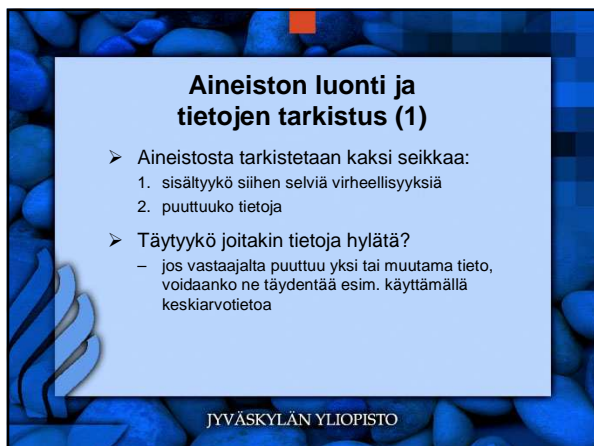 Aineiston luonti ja
tietojen tarkistus (1)
➢ Aineistosta tarkistetaan kaksi seikkaa:
1. sisältyykö siihen selviä virheellisyyksiä
2. puuttuuko tietoja
➢ Täytyykö joitakin tietoja hylätä?
– jos vastaajalta puuttuu yksi tai muutama tieto,
voidaanko ne täydentää esim. käyttämällä
keskiarvotietoa
JYVÄSKYLÄN YLIOPISTO